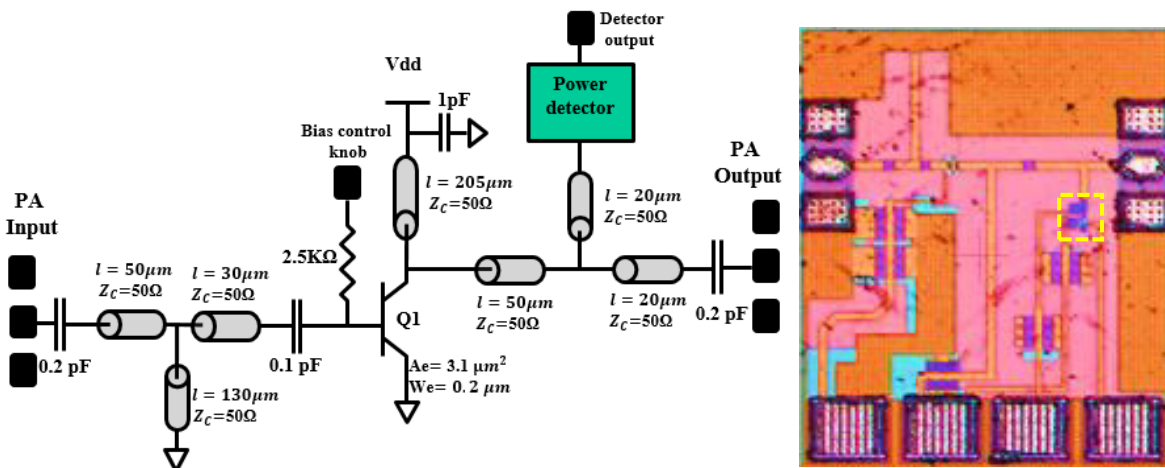 Detector
output
Vdd
Power
detector
1pF
Bias control
knob
PA
Output
l = 205μm
Z_C=50Ω
l = 20μm
Z_C=50Ω
PA
Input
2.5KΩ
l = 50μm
Z_C=50Ω
l = 30μm
Z_C=50Ω
l = 50μm
Z_C=50Ω
l = 20μm
Z_C=50Ω
0.2 pF
Q1
0.2 pF
0.1 pF
Ae= 3.1 μm²
We= 0.2 μm
l = 130μm
Z_C=50Ω